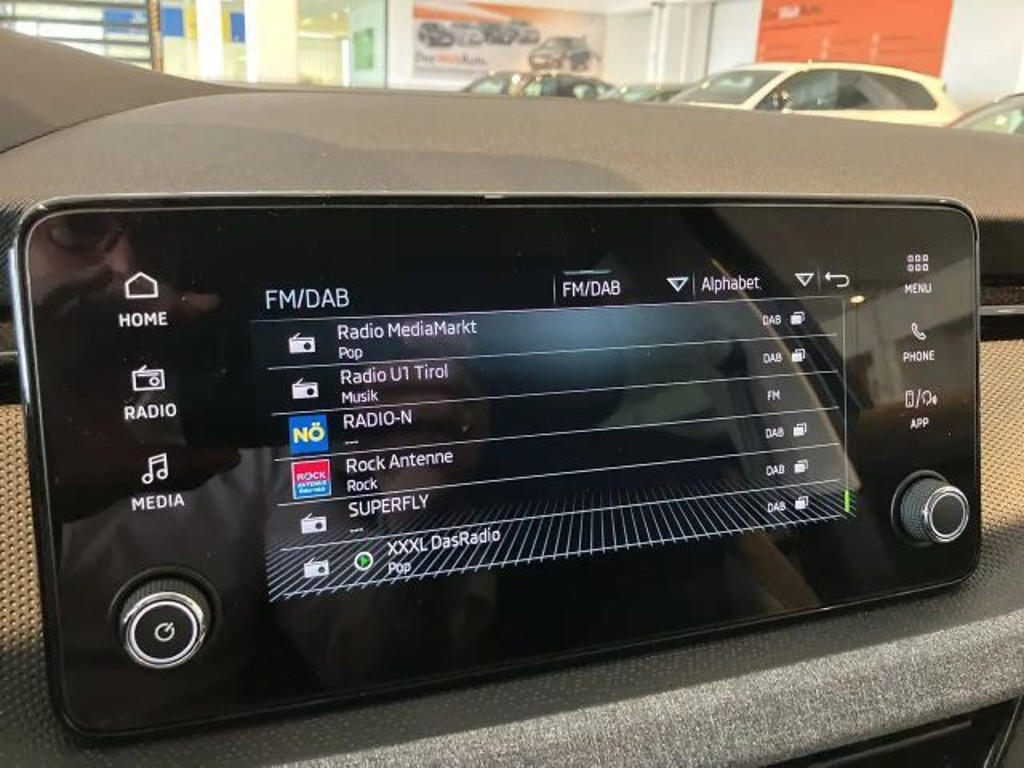 DasWeltAuto.
FM/DAB
FM/DAB
Alphabet
HOME
RADIO
MEDIA
Radio MediaMarkt
Pop
DAB
Radio U1 Tirol
Musik
DAB
NÖ
RADIO-N
---
FM
ROCK
ANTENNE
Rock Antenne
Rock
DAB
SUPERFLY
---
DAB
XXXL DasRadio
Pop
DAB
MENU
PHONE
APP